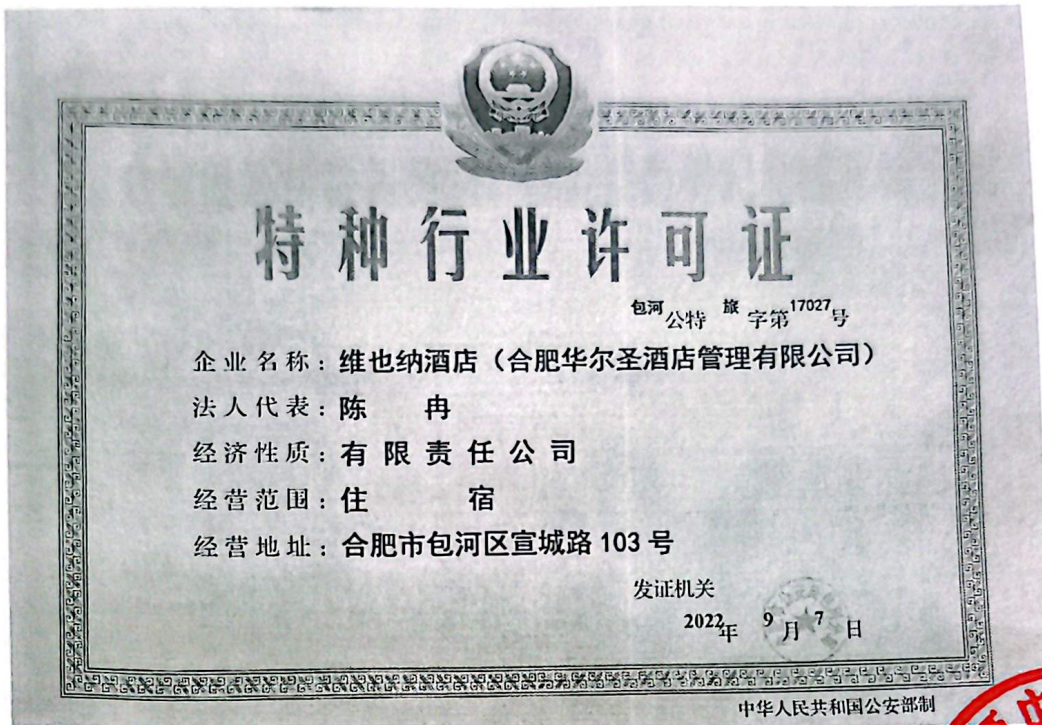 特种行业许可证
包河公特 旅 字第17027号
企业名称：维也纳酒店（合肥华尔圣酒店管理有限公司）
法人代表：陈 冉
经济性质：有限责任公司
经营范围：住 宿
经营地址：合肥市包河区宣城路103号
发证机关
2022年 9月7日
中华人民共和国公安部制